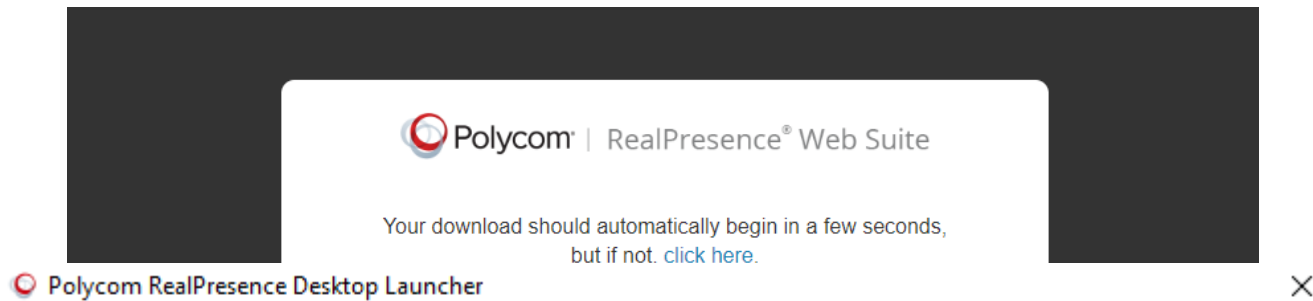 Polycom® | RealPresence® Web Suite
Your download should automatically begin in a few seconds,
but if not. click here.
Polycom RealPresence Desktop Launcher